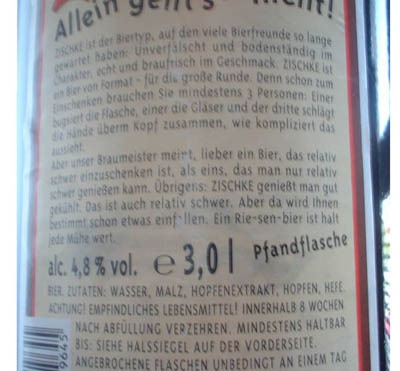 Allein geht's nicht!
ZISCHKE ist der Biertyp, auf den viele Bierfreunde so lange
gewartet haben: Unverfälscht und bodenständig im
Charakter, echt und braufrisch im Geschmack: ZISKHKE ist
ein Bier von Format - für die große Runde. Denn schon zum
Einschenken brauchen Sie mindestens 3 Personen: Einer
bugsiert die Flasche, einer die Gläser und der dritte schlägt
die Hände überm Kopf zusammen, wie kompliziert das
aussieht.
Aber unser Braumeister meint, lieber ein Bier, das relativ
schwer einzuschenken ist, als eins, das man nur relativ
schwer genießen kann. Übrigens: ZISCHKE genießt man gut
gekühlt. Das ist auch relativ schwer. Aber da wird Ihnen
bestimmt schon etwas einfallen. Ein Rie-sen-bier ist halt
jede Mühe wert.
alc. 4,8 % vol. e 3,0 l Pfandflasche
BIER. ZUTATEN: WASSER, MALZ, HOPFENEXTRAKT, HOPFEN, HEFE.
ACHTUNG! EMPFINDLICHES LEBENSMITTEL! INNERHALB 8 WOCHEN
NACH ABFÜLLUNG VERZEHREN. MINDESTENS HALTBAR
BIS: SIEHE HALSSIEGEL AUF DER VORDERSEITE.
ANGEBROCHENE FLASCHEN UNBEDINGT AN EINEM TAG
9645